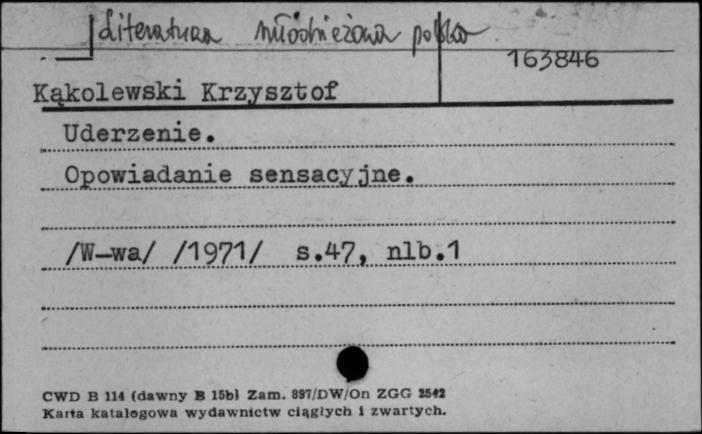 Literatura młodzieżowa polska
163846
Kąkolewski Krzysztof
Uderzenie.
Opowiadanie sensacyjne.
/W-wa/ /1971/ s.47, nlb.1
CWD B 114 (dawny B 15b) Zam. 897/DW/On ZGG 2542
Karta katalogowa wydawnictw ciągłych i zwartych.